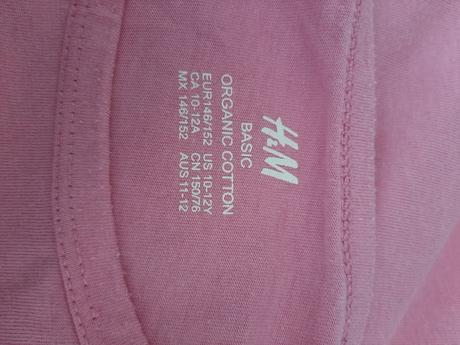 H&M
BASIC
ORGANIC COTTON
EUR146/152 US 10-12Y
CA 10-12A CN 150/76
MX 146/152 AUS 11-12